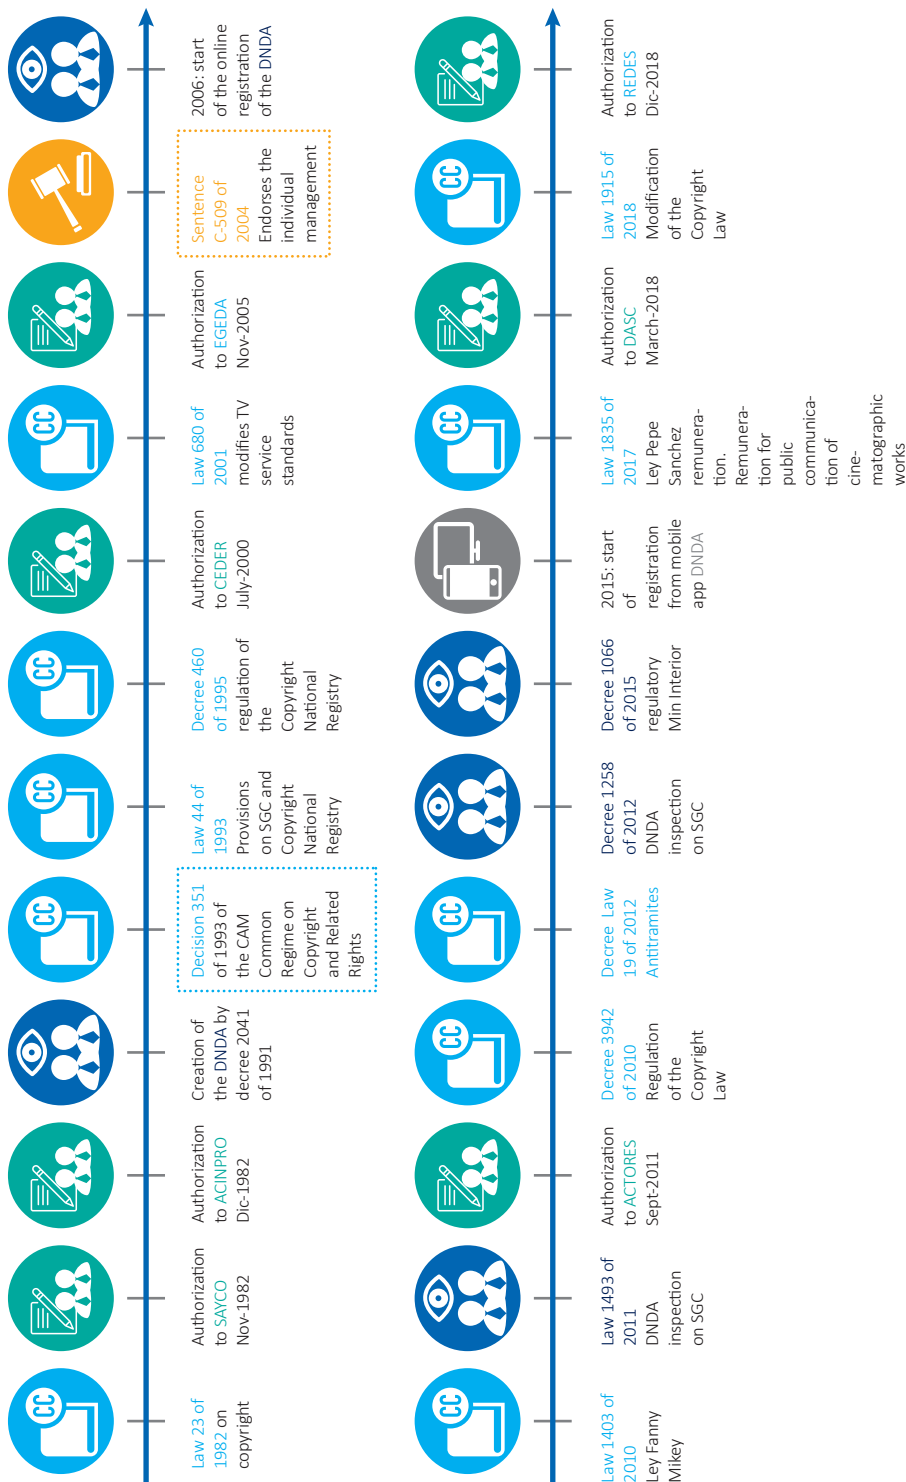 Law 23 of
1982 on
copyright
Authorization
to SAYCO
Nov-1982
Authorization
to ACINPRO
Dic-1982
Creation of
the DNDA by
decree 2041
of 1991
Decision 351
of 1993 of
the CAM
Common
Regime on
Copyright
and Related
Rights
Law 44 of
1993
Provisions
on SGC and
Copyright
National
Registry
Decree 460
of 1995
regulation of
the
Copyright
National
Registry
Authorization
to CEDER
July-2000
Law 680 of
2001
modifies TV
service
standards
Authorization
to EGEDA
Nov-2005
Sentence
C-509 of
2004
Endorses the
individual
management
2006: start
of the online
registration
of the DNDA
Law 1403 of
2010
Ley Fanny
Mikey
Law 1493 of
2011
DNDA
inspection
on SGC
Authorization
to ACTORES
Sept-2011
Decree 3942
of 2010
Regulation
of the
Copyright
Law
Decree Law
19 of 2012
Antitramites
Decree 1258
of 2012
DNDA
inspection
on SGC
Decree 1066
of 2015
regulatory
Min Interior
2015: start
of
registration
from mobile
app DNDA
Law 1835 of
2017
Ley Pepe
Sanchez
remunera-
tion.
Remunera-
tion for
public
communica-
tion of
cine-
matographic
works
Authorization
to DASC
March-2018
Law 1915 of
2018
Modification
of the
Copyright
Law
Authorization
to REDES
Dic-2018
CC
CC
CC
CC
CC
CC
CC
CC
CC
CC